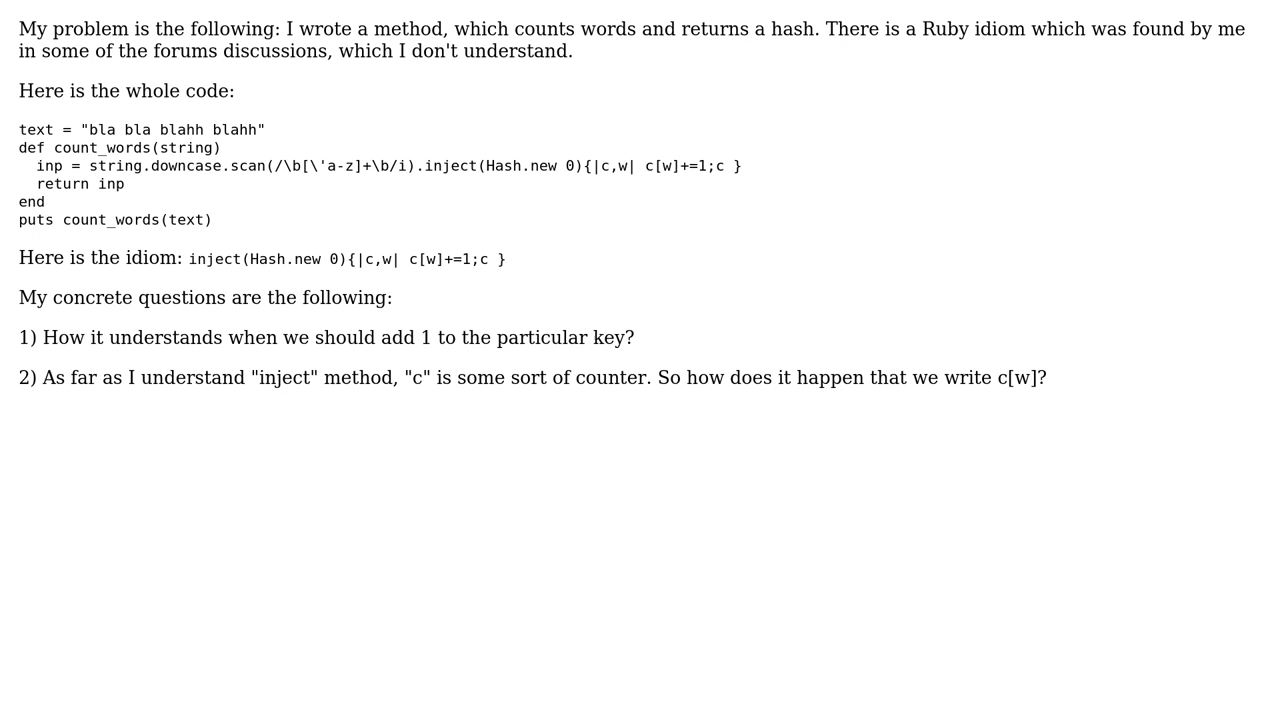 My problem is the following: I wrote a method, which counts words and returns a hash. There is a Ruby idiom which was found by me
in some of the forums discussions, which I don't understand.
Here is the whole code:
text = "bla bla blahh blahh"
def count_words(string)
  inp = string.downcase.scan(/\b[\'a-z]+\b/i).inject(Hash.new 0){|c,w| c[w]+=1;c }
  return inp
end
puts count_words(text)
Here is the idiom: inject(Hash.new 0){|c,w| c[w]+=1;c }
My concrete questions are the following:
1) How it understands when we should add 1 to the particular key?
2) As far as I understand "inject" method, "c" is some sort of counter. So how does it happen that we write c[w]?